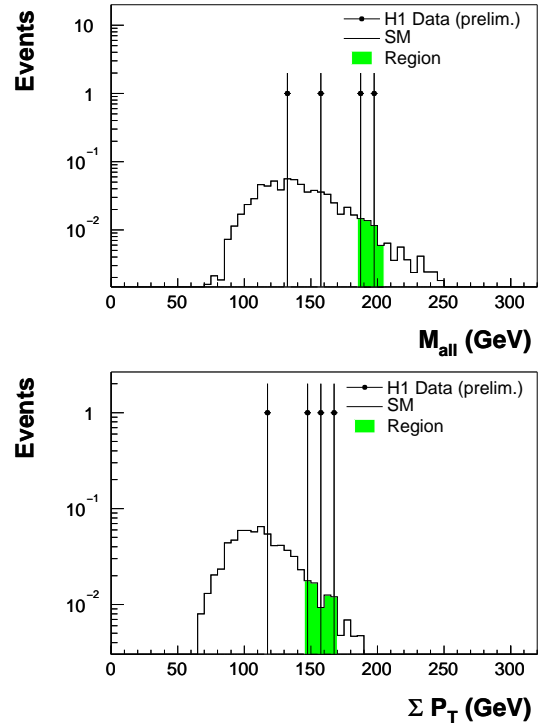 Events
H1 Data (prelim.)
SM
Region
10
1
10⁻¹
10⁻²
0 50 100 150 200 250 300
M_all (GeV)
Events
H1 Data (prelim.)
SM
Region
1
10⁻¹
10⁻²
0 50 100 150 200 250 300
Σ P_T (GeV)